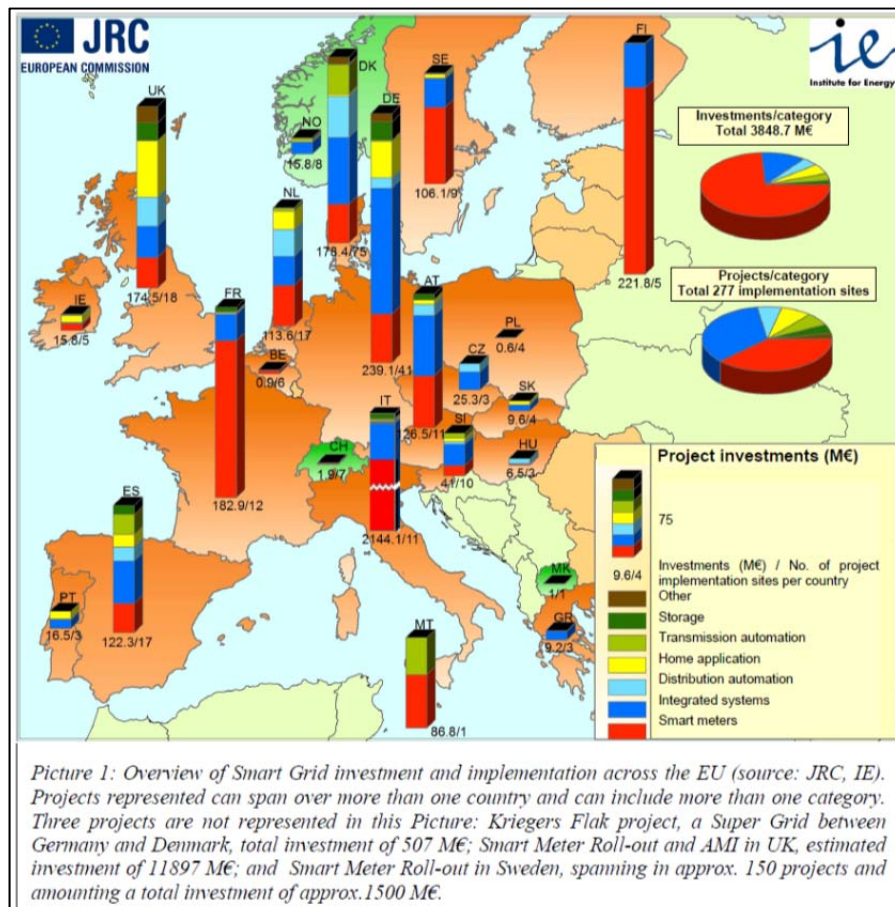 JRC
EUROPEAN COMMISSION
ie
Institute for Energy
FI
221.8/5
SE
106.1/9
DK
178.4/75
NO
15.8/8
DE
239.1/41
UK
174.5/18
NL
113.6/17
IE
15.8/5
FR
182.9/12
BE
0.9/6
AT
126.5/11
PL
0.6/4
CZ
25.3/3
SK
9.6/4
IT
2144.1/11
SI
41/10
HU
6.5/3
CH
1.9/7
ES
122.3/17
PT
16.5/3
MT
86.8/1
MK
1/1
GR
9.2/3
Investments/category
Total 3848.7 M€
Projects/category
Total 277 implementation sites
Project investments (M€)
75
9.6/4
Investments (M€) / No. of project
implementation sites per country
Other
Storage
Transmission automation
Home application
Distribution automation
Integrated systems
Smart meters
Picture 1: Overview of Smart Grid investment and implementation across the EU (source: JRC, IE).
Projects represented can span over more than one country and can include more than one category.
Three projects are not represented in this Picture: Kriegers Flak project, a Super Grid between
Germany and Denmark, total investment of 507 M€; Smart Meter Roll-out and AMI in UK, estimated
investment of 11897 M€; and Smart Meter Roll-out in Sweden, spanning in approx. 150 projects and
amounting a total investment of approx.1500 M€.